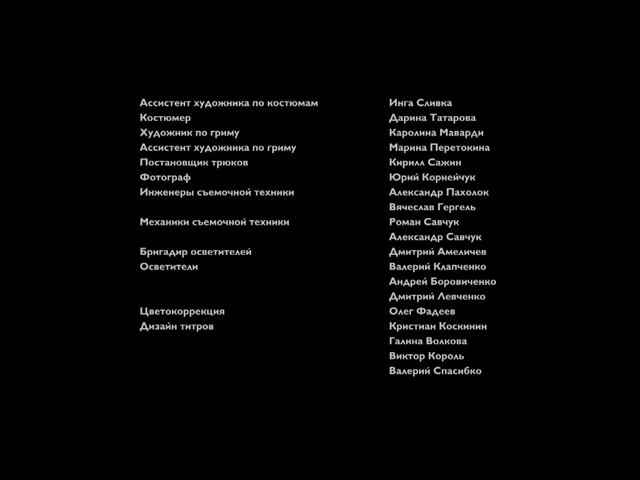 Ассистент художника по костюмам Инга Сливка
Костюмер Дарина Татарова
Художник по гриму Каролина Маварди
Ассистент художника по гриму Марина Перетокина
Постановщик трюков Кирилл Сажин
Фотограф Юрий Корнейчук
Инженеры съемочной техники Александр Пахолок
Вячеслав Гергель
Механики съемочной техники Роман Савчук
Александр Савчук
Бригадир осветителей Дмитрий Амеличев
Осветители Валерий Клапченко
Андрей Боровиченко
Дмитрий Левченко
Цветокоррекция Олег Фадеев
Дизайн титров Кристиан Коскинин
Галина Волкова
Виктор Король
Валерий Спасибко